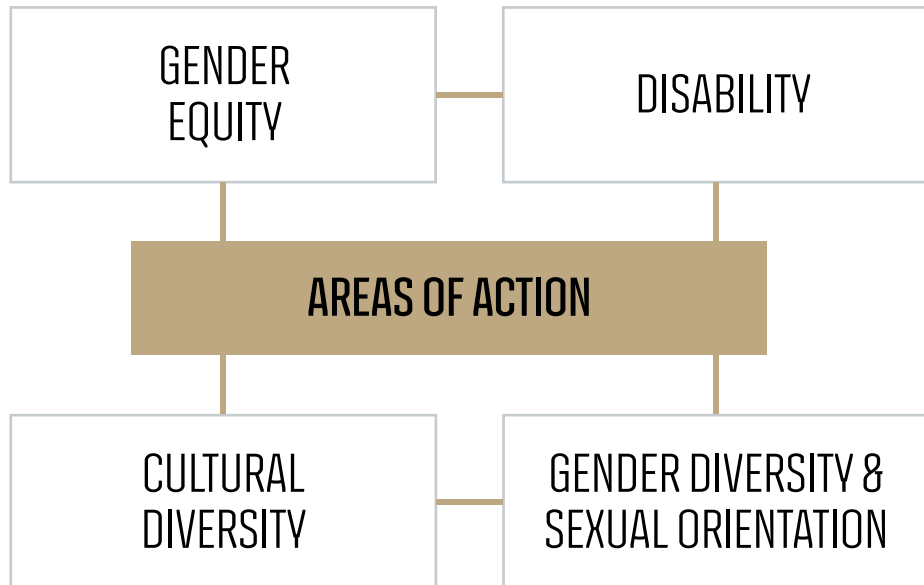 GENDER
EQUITY
DISABILITY
AREAS OF ACTION
CULTURAL
DIVERSITY
GENDER DIVERSITY &
SEXUAL ORIENTATION